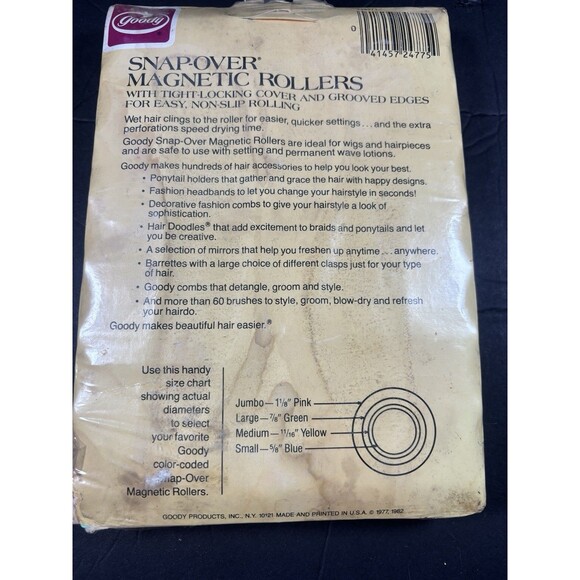 Goody
0
41457 24775
SNAP-OVER®
MAGNETIC ROLLERS
WITH TIGHT-LOCKING COVER AND GROOVED EDGES
FOR EASY, NON-SLIP ROLLING
Wet hair clings to the roller for easier, quicker settings...and the extra
perforations speed drying time.
Goody Snap-Over Magnetic Rollers are ideal for wigs and hairpieces
and are safe to use with setting and permanent wave lotions.
Goody makes hundreds of hair accessories to help you look your best.
• Ponytail holders that gather and grace the hair with happy designs.
• Fashion headbands to let you change your hairstyle in seconds!
• Decorative fashion combs to give your hairstyle a look of
sophistication.
• Hair Doodles® that add excitement to braids and ponytails and let
you be creative.
• A selection of mirrors that help you freshen up anytime...anywhere.
• Barrettes with a large choice of different clasps just for your type
of hair.
• Goody combs that detangle, groom and style.
• And more than 60 brushes to style, groom, blow-dry and refresh
your hairdo.
Goody makes beautiful hair easier.®
Use this handy
size chart
showing actual
diameters
to select
your favorite
Goody
color-coded
nap-Over
Magnetic Rollers.
Jumbo—1⅛" Pink
Large—⅞" Green
Medium—11/16" Yellow
Small—⅝" Blue
GOODY PRODUCTS, INC., N.Y. 10121 MADE AND PRINTED IN U.S.A. © 1977, 1982